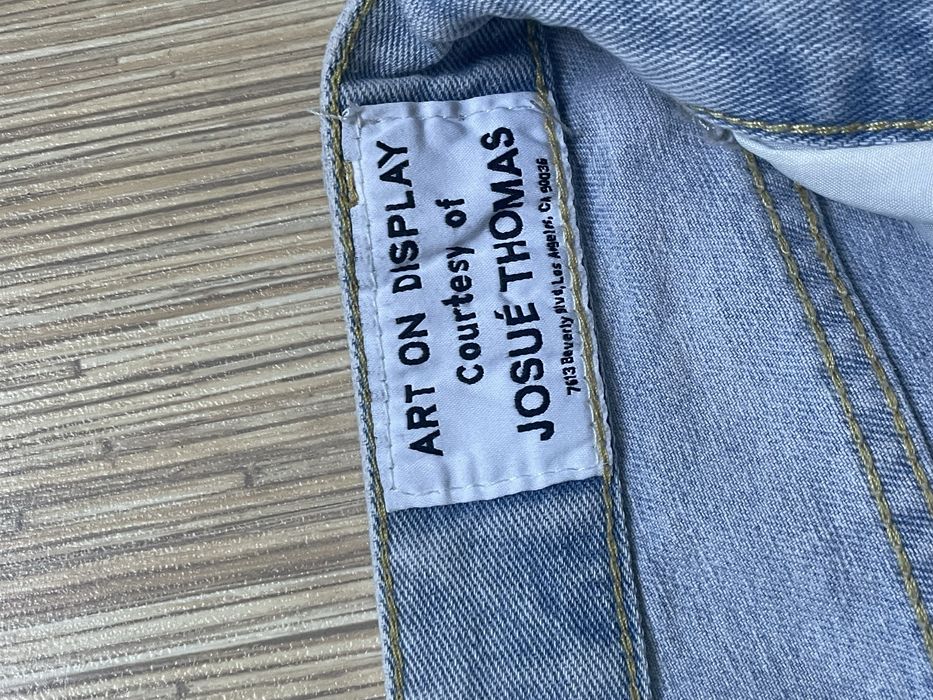 ART ON DISPLAY
Courtesy of
JOSUÉ THOMAS
7613 Beverly Blvd, Los Angeles, CA 90036